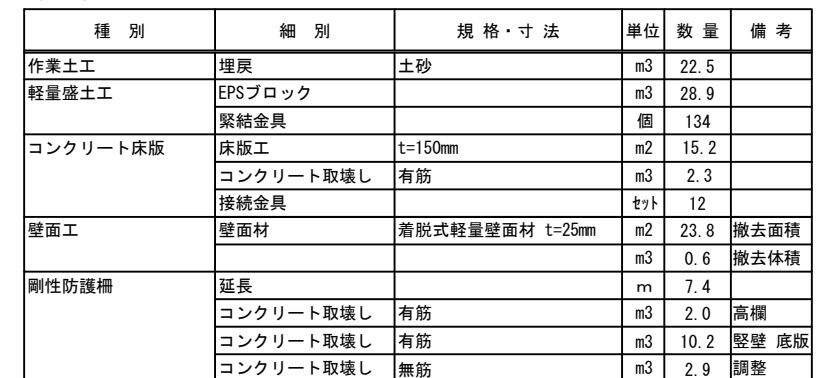 種 別 細 別 規 格・寸 法 単位 数 量 備 考
作業土工 埋戻 土砂 m3 22.5
軽量盛土工 EPSブロック m3 28.9
緊結金具 個 134
コンクリート床版 床版工 t=150mm m2 15.2
コンクリート取壊し 有筋 m3 2.3
接続金具 ｾｯﾄ 12
壁面工 壁面材 着脱式軽量壁面材 t=25mm m2 23.8 撤去面積
m3 0.6 撤去体積
剛性防護柵 延長 ｍ 7.4
コンクリート取壊し 有筋 m3 2.0 高欄
コンクリート取壊し 有筋 m3 10.2 竪壁 底版
コンクリート取壊し 無筋 m3 2.9 調整